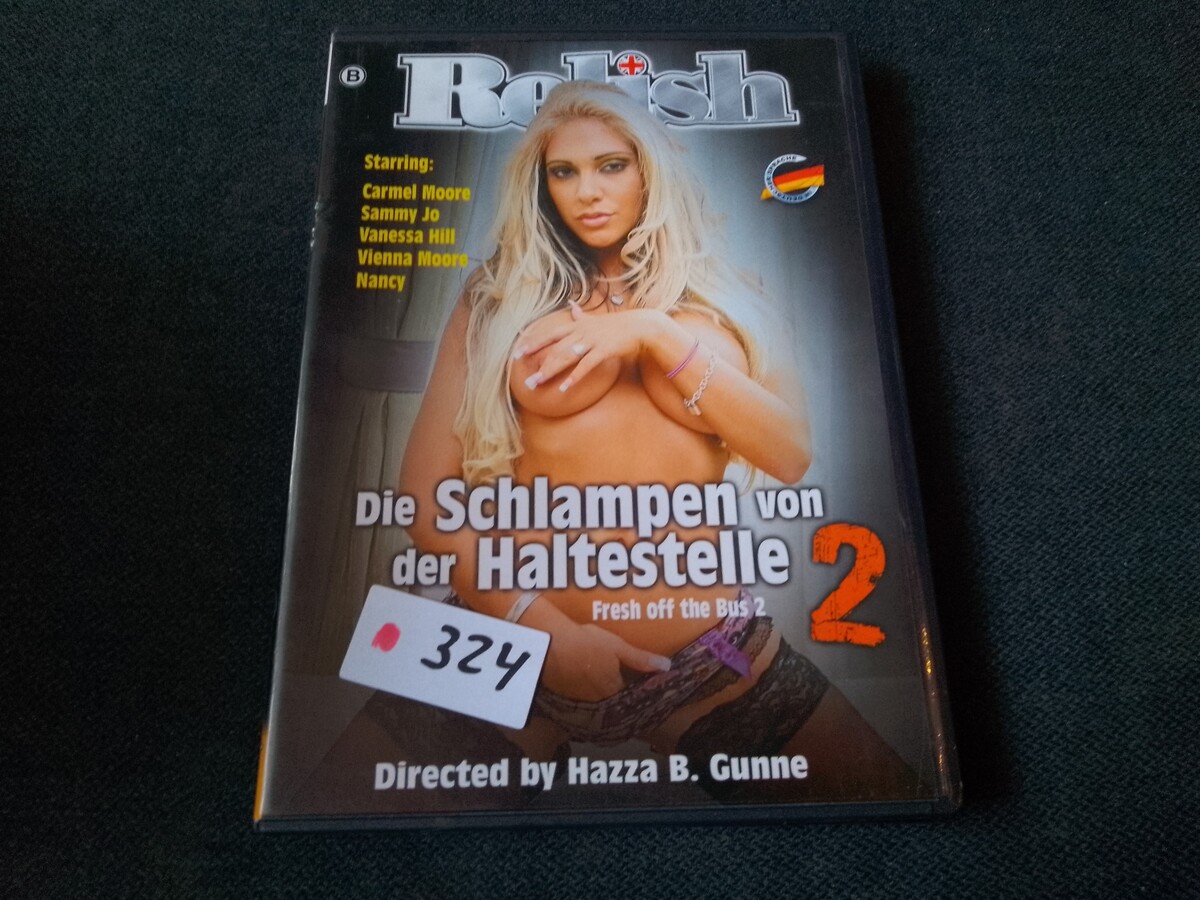 B
Relish
Starring:
Carmel Moore
Sammy Jo
Vanessa Hill
Vienna Moore
Nancy
Die Schlampen von
der Haltestelle
2
Fresh off the Bus 2
324
Directed by Hazza B. Gunne